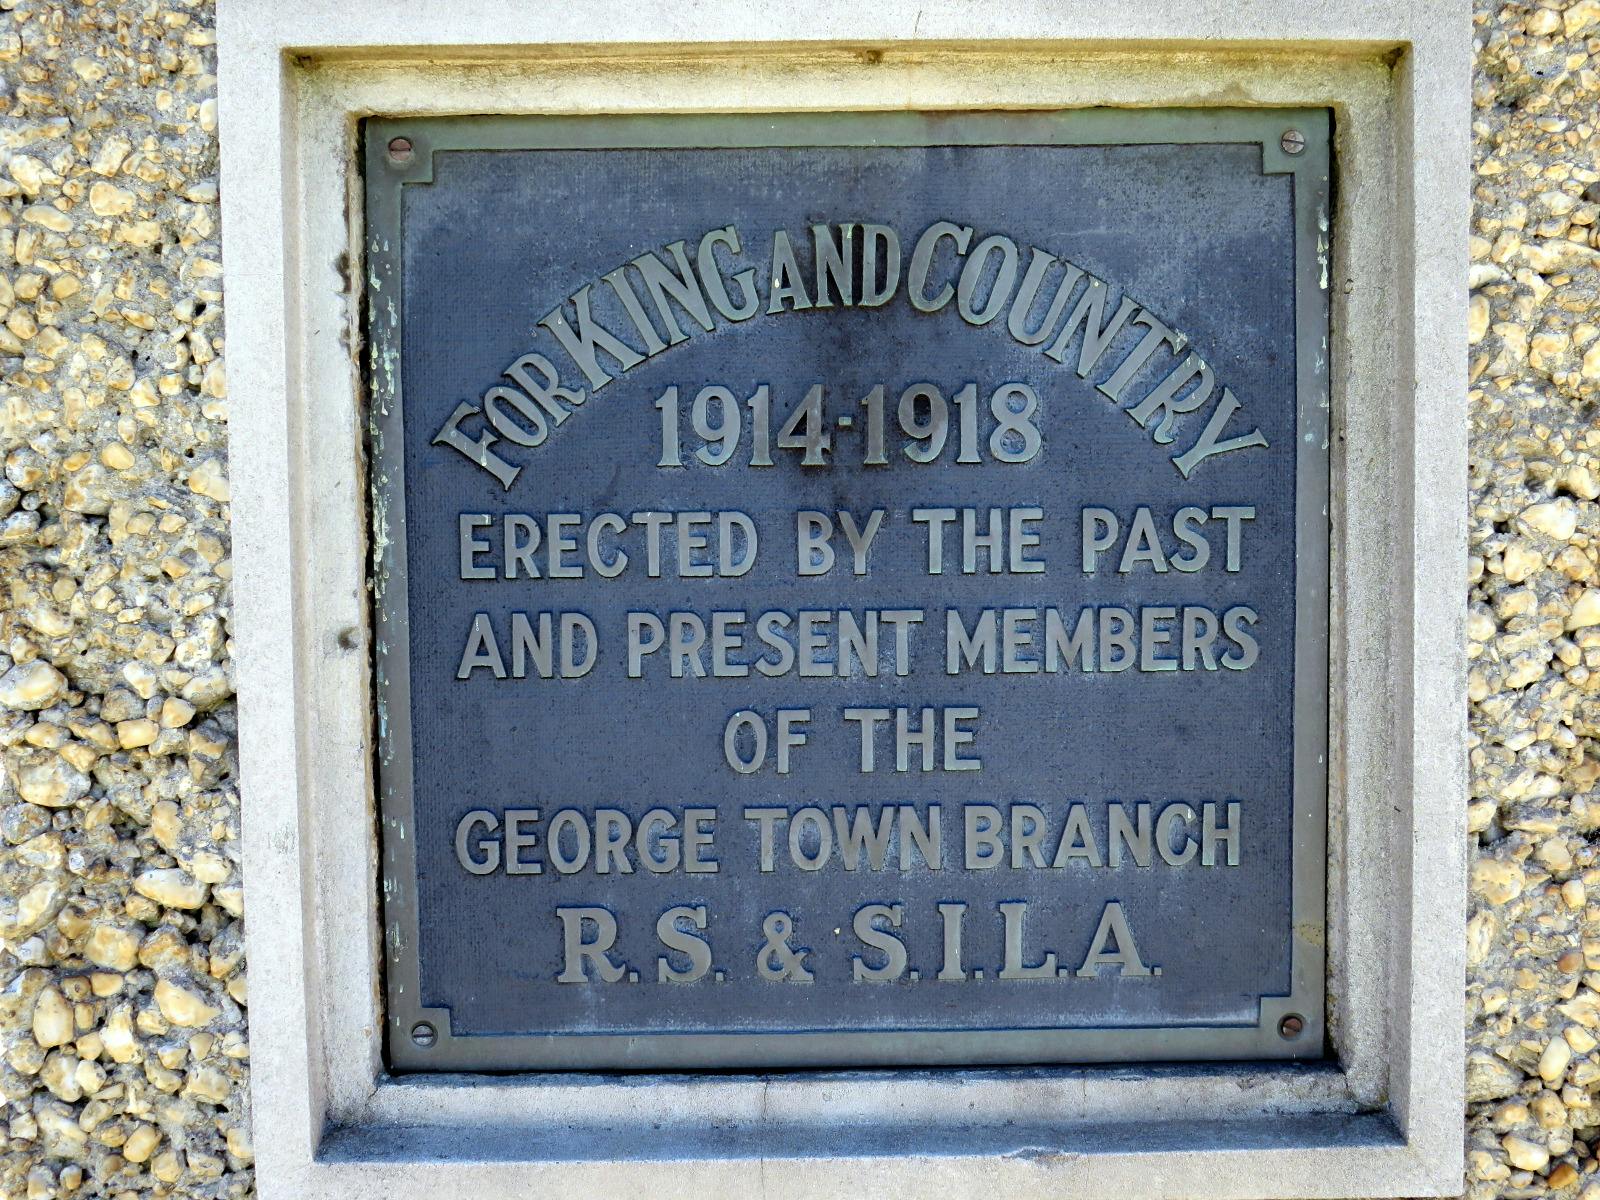 FOR KING AND COUNTRY
1914-1918
ERECTED BY THE PAST
AND PRESENT MEMBERS
OF THE
GEORGE TOWN BRANCH
R.S. & S.I.L.A.